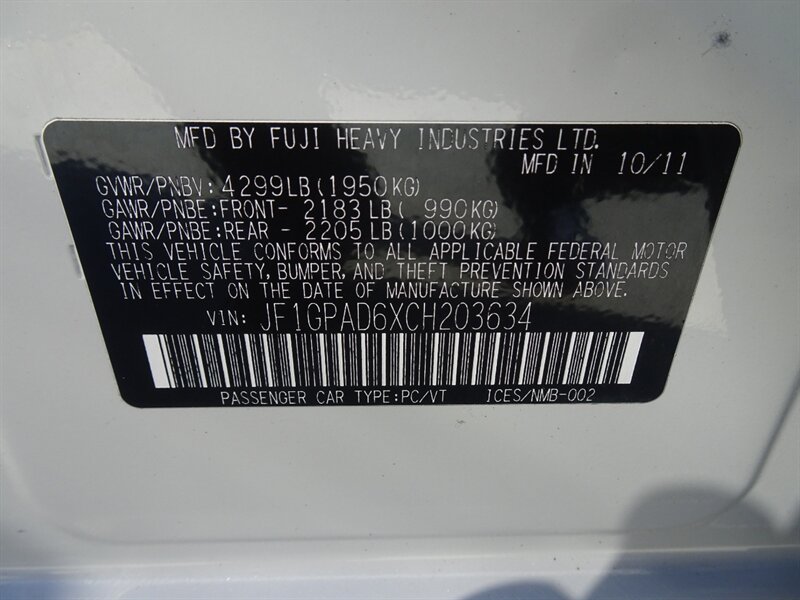 MFD BY FUJI HEAVY INDUSTRIES LTD.
MFD IN 10/11
GVWR/PNBV: 4299LB(1950KG)
GAWR/PNBE:FRONT- 2183LB( 990KG)
GAWR/PNBE:REAR - 2205LB(1000KG)
THIS VEHICLE CONFORMS TO ALL APPLICABLE FEDERAL MOTOR
VEHICLE SAFETY, BUMPER, AND THEFT PREVENTION STANDARDS
IN EFFECT ON THE DATE OF MANUFACTURE SHOWN ABOVE.
VIN: JF1GPAD6XCH203634
PASSENGER CAR TYPE:PC/VT ICES/NMB-002